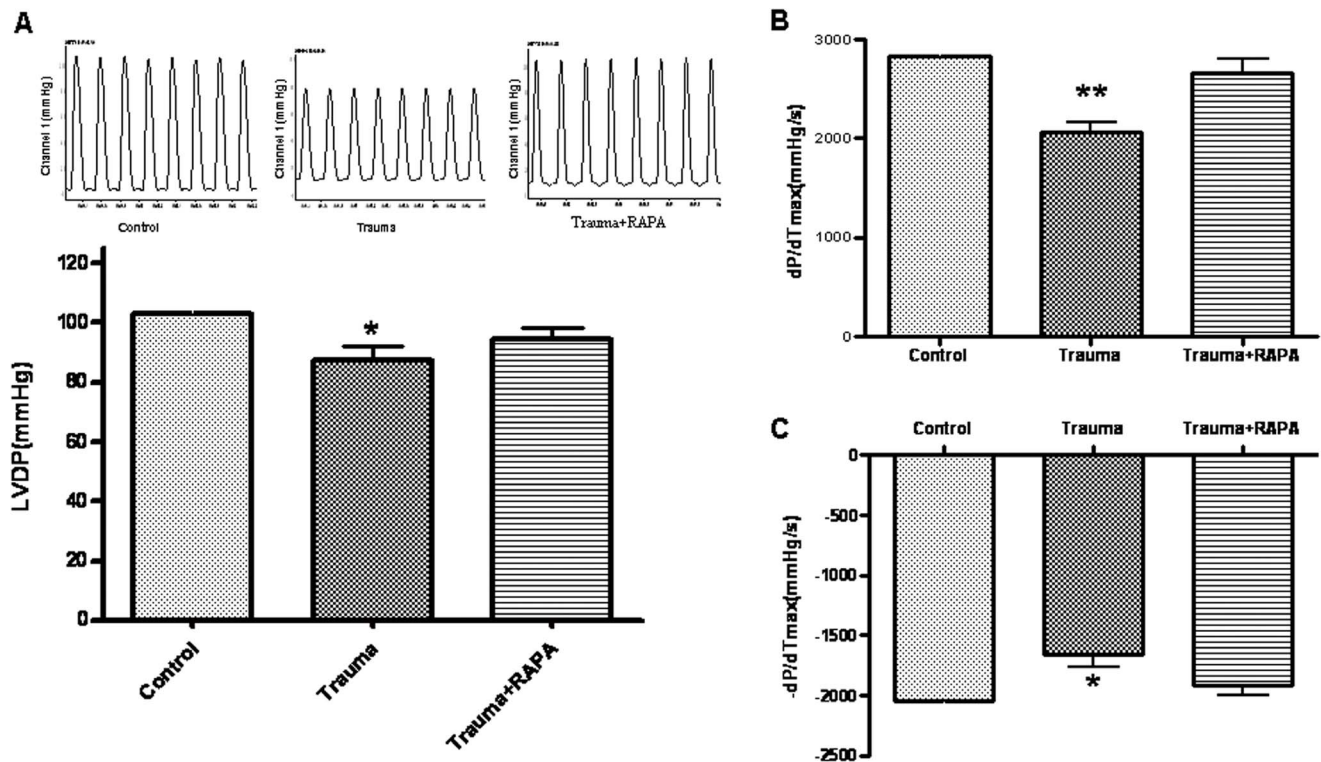 A
Channel 1 (mmHg)
Control
Channel 1 (mmHg)
Trauma
Channel 1 (mmHg)
Trauma+RAPA
LVDP(mmHg)
120
100
80
60
40
20
0
*
Control
Trauma
Trauma+RAPA
B
dP/dTmax(mmHg/s)
3000
2000
1000
0
**
Control
Trauma
Trauma+RAPA
C
Control
Trauma
Trauma+RAPA
-dP/dTmax(mmHg/s)
0
-500
-1000
-1500
-2000
-2500
*